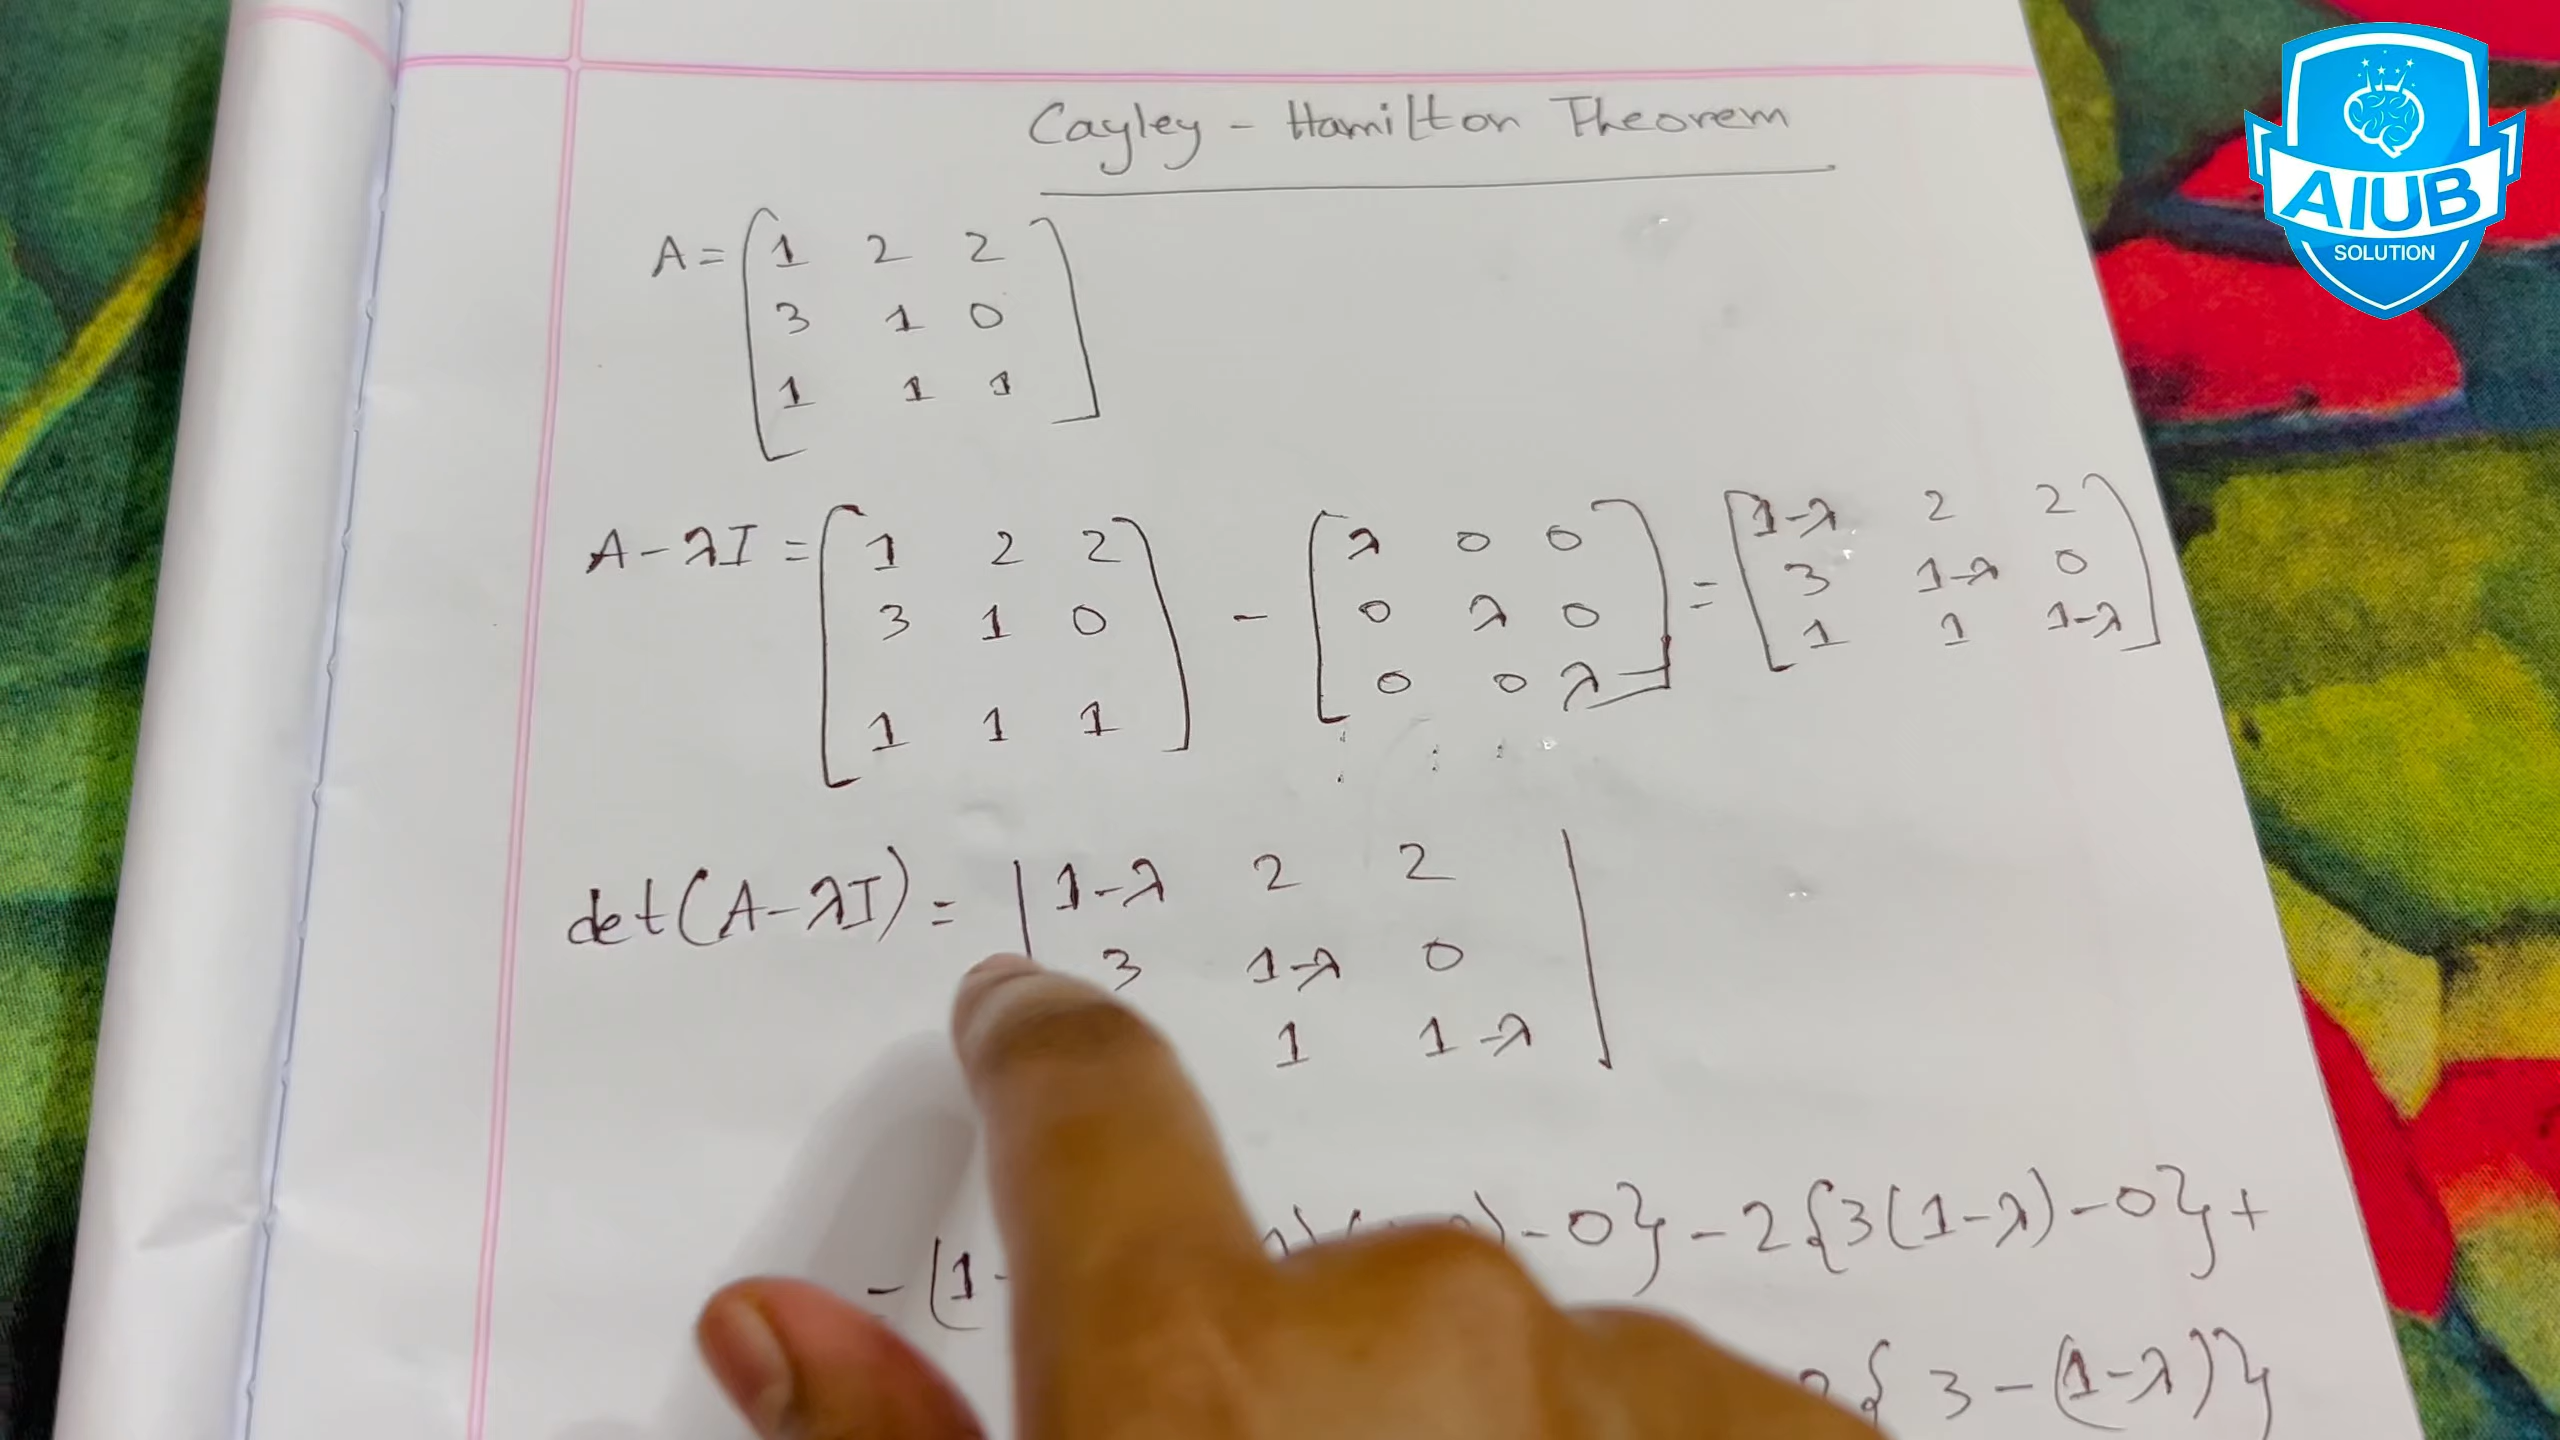 Cayley - Hamilton Theorem
A = [1 2 2
3 1 0
1 1 1]
A - λI = [1 2 2
3 1 0
1 1 1] - [λ 0 0
0 λ 0
0 0 λ] = [1-λ 2 2
3 1-λ 0
1 1 1-λ]
det(A-λI) = |1-λ 2 2
3 1-λ 0
1 1-λ|
- (1- -0} - 2{3(1-λ)-0} +
{3-(1-λ)}
AIUB
SOLUTION